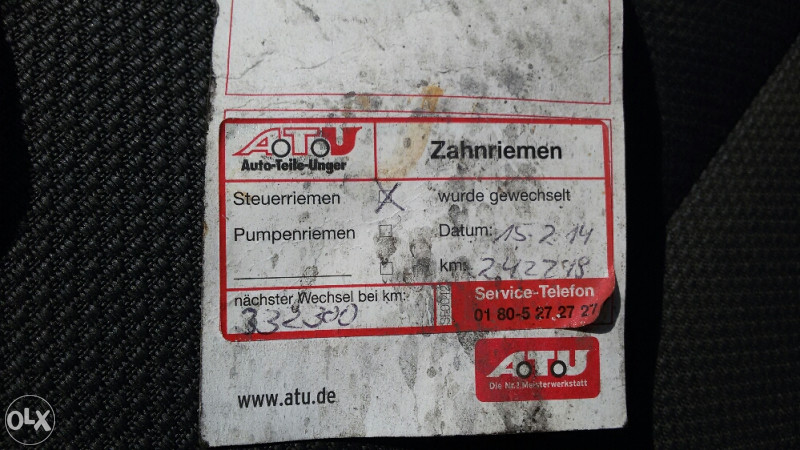 ATU
Auto-Teile-Unger
Zahnriemen
Steuerriemen X wurde gewechselt
Pumpenriemen Datum: 15.2.14
km: 242298
nächster Wechsel bei km:
332300
Service-Telefon
01 80-5 27 27 27
ATU
Die Nr.1 Meisterwerkstatt
www.atu.de
OLX